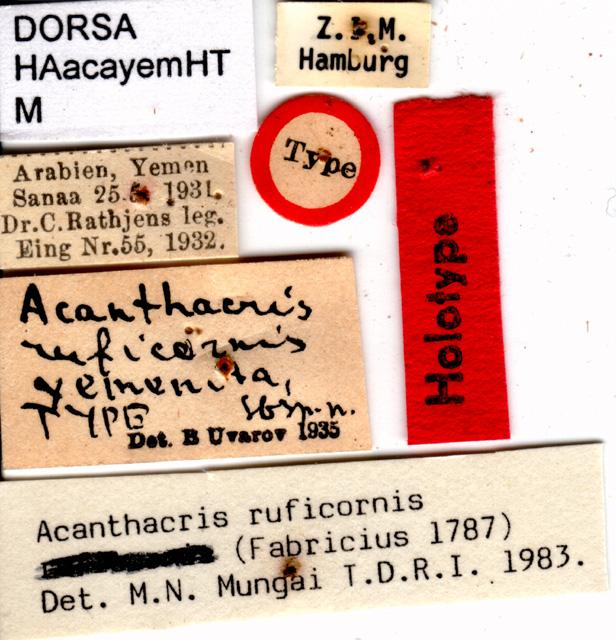 DORSA
HAacayemHT
M
Z. M.
Hamburg
Type
Arabien, Yemen
Sanaa 25. 1931.
Dr.C.Rathjens leg.
Eing Nr.55, 1932.
Holotype
Acanthacris
ruficornis
yemenita,
TYPE Sbsp.n.
Det. B Uvarov 1935
Acanthacris ruficornis
(Fabricius 1787)
Det. M.N. Mungai T.D.R.I. 1983.